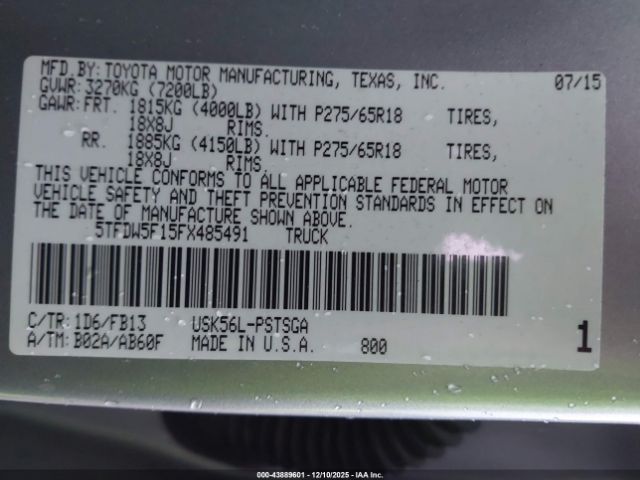 MFD.BY:TOYOTA MOTOR MANUFACTURING, TEXAS, INC. 07/15
GVWR:3270KG (7200LB)
GAWR:FRT. 1815KG (4000LB) WITH P275/65R18 TIRES,
18X8J RIMS.
RR. 1885KG (4150LB) WITH P275/65R18 TIRES,
18X8J RIMS.
THIS VEHICLE CONFORMS TO ALL APPLICABLE FEDERAL MOTOR
VEHICLE SAFETY AND THEFT PREVENTION STANDARDS IN EFFECT ON
THE DATE OF MANUFACTURE SHOWN ABOVE.
5TFDW5F15FX485491 TRUCK
C/TR:1D6/FB13 USK56L-PSTSGA
A/TM:B02A/AB60F MADE IN U.S.A. 800 1
000-43889601 - 12/10/2025 - IAA Inc.